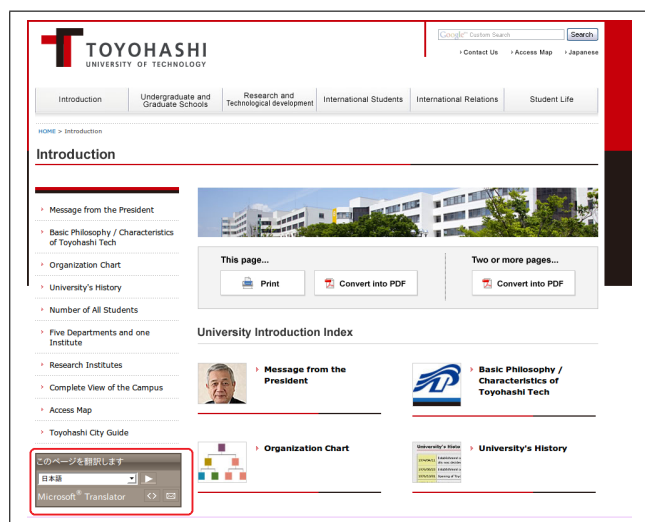 TOYOHASHI
UNIVERSITY OF TECHNOLOGY
Google™ Custom Search
Search
Contact Us
Access Map
Japanese
Introduction
Undergraduate and
Graduate Schools
Research and
Technological development
International Students
International Relations
Student Life
HOME > Introduction
Introduction
Message from the President
Basic Philosophy / Characteristics
of Toyohashi Tech
Organization Chart
University's History
Number of All Students
Five Departments and one
Institute
Research Institutes
Complete View of the Campus
Access Map
Toyohashi City Guide
このページを翻訳します
日本語
Microsoft® Translator
This page...
Print
Convert into PDF
Two or more pages...
Convert into PDF
University Introduction Index
Message from the
President
Basic Philosophy /
Characteristics of
Toyohashi Tech
Organization Chart
University's History